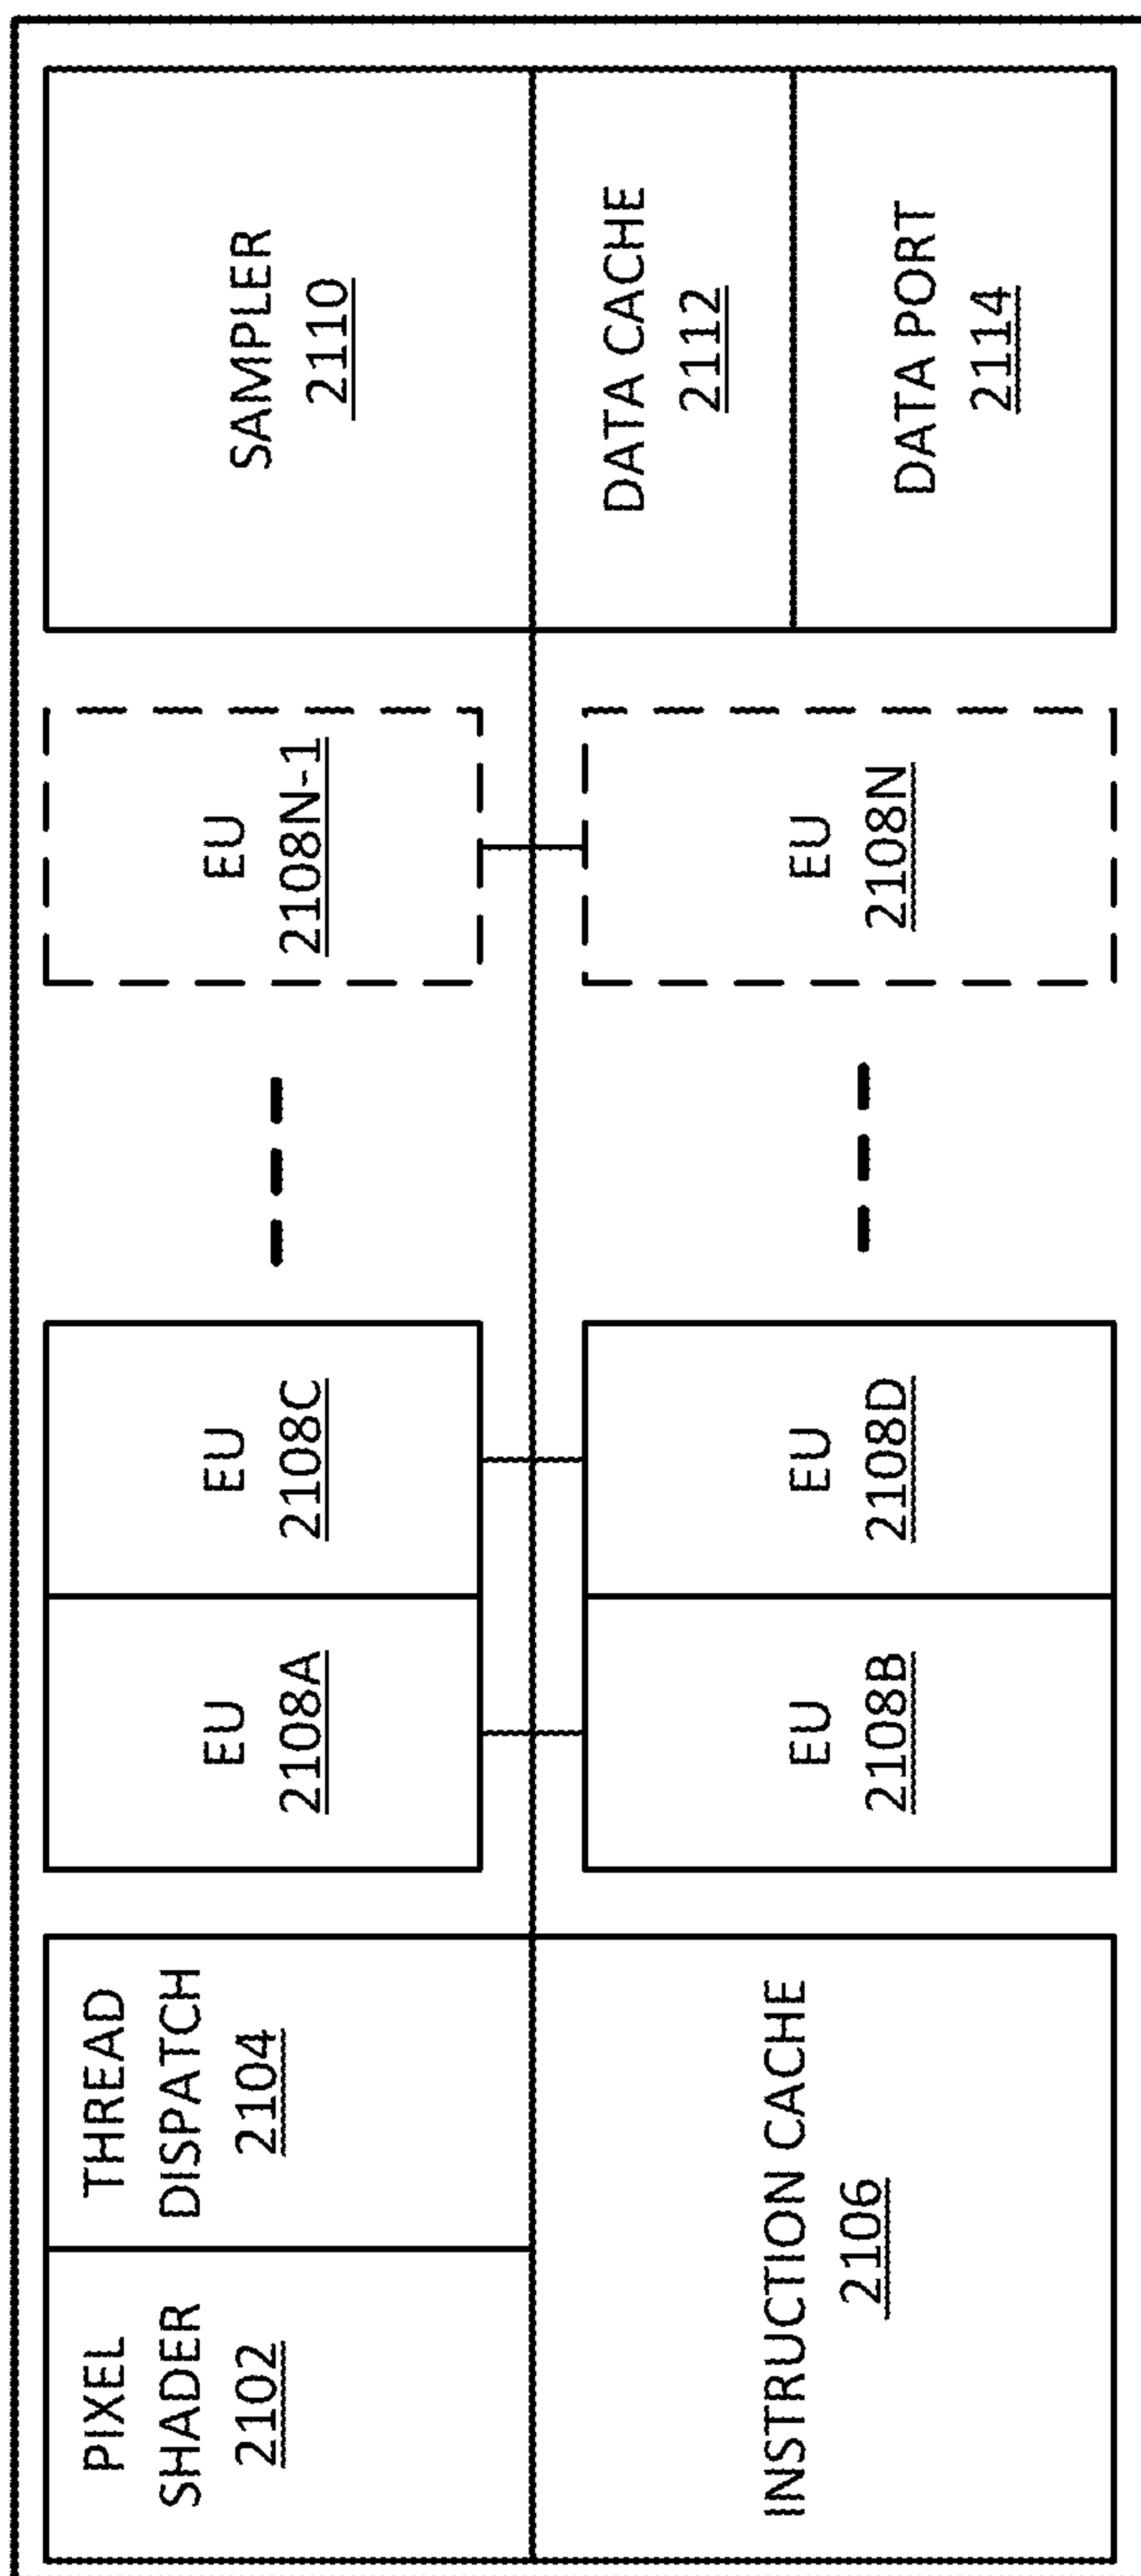 PIXEL
SHADER
2102
THREAD
DISPATCH
2104
INSTRUCTION CACHE
2106
EU
2108A
EU
2108C
EU
2108B
EU
2108D
EU
2108N-1
EU
2108N
SAMPLER
2110
DATA CACHE
2112
DATA PORT
2114